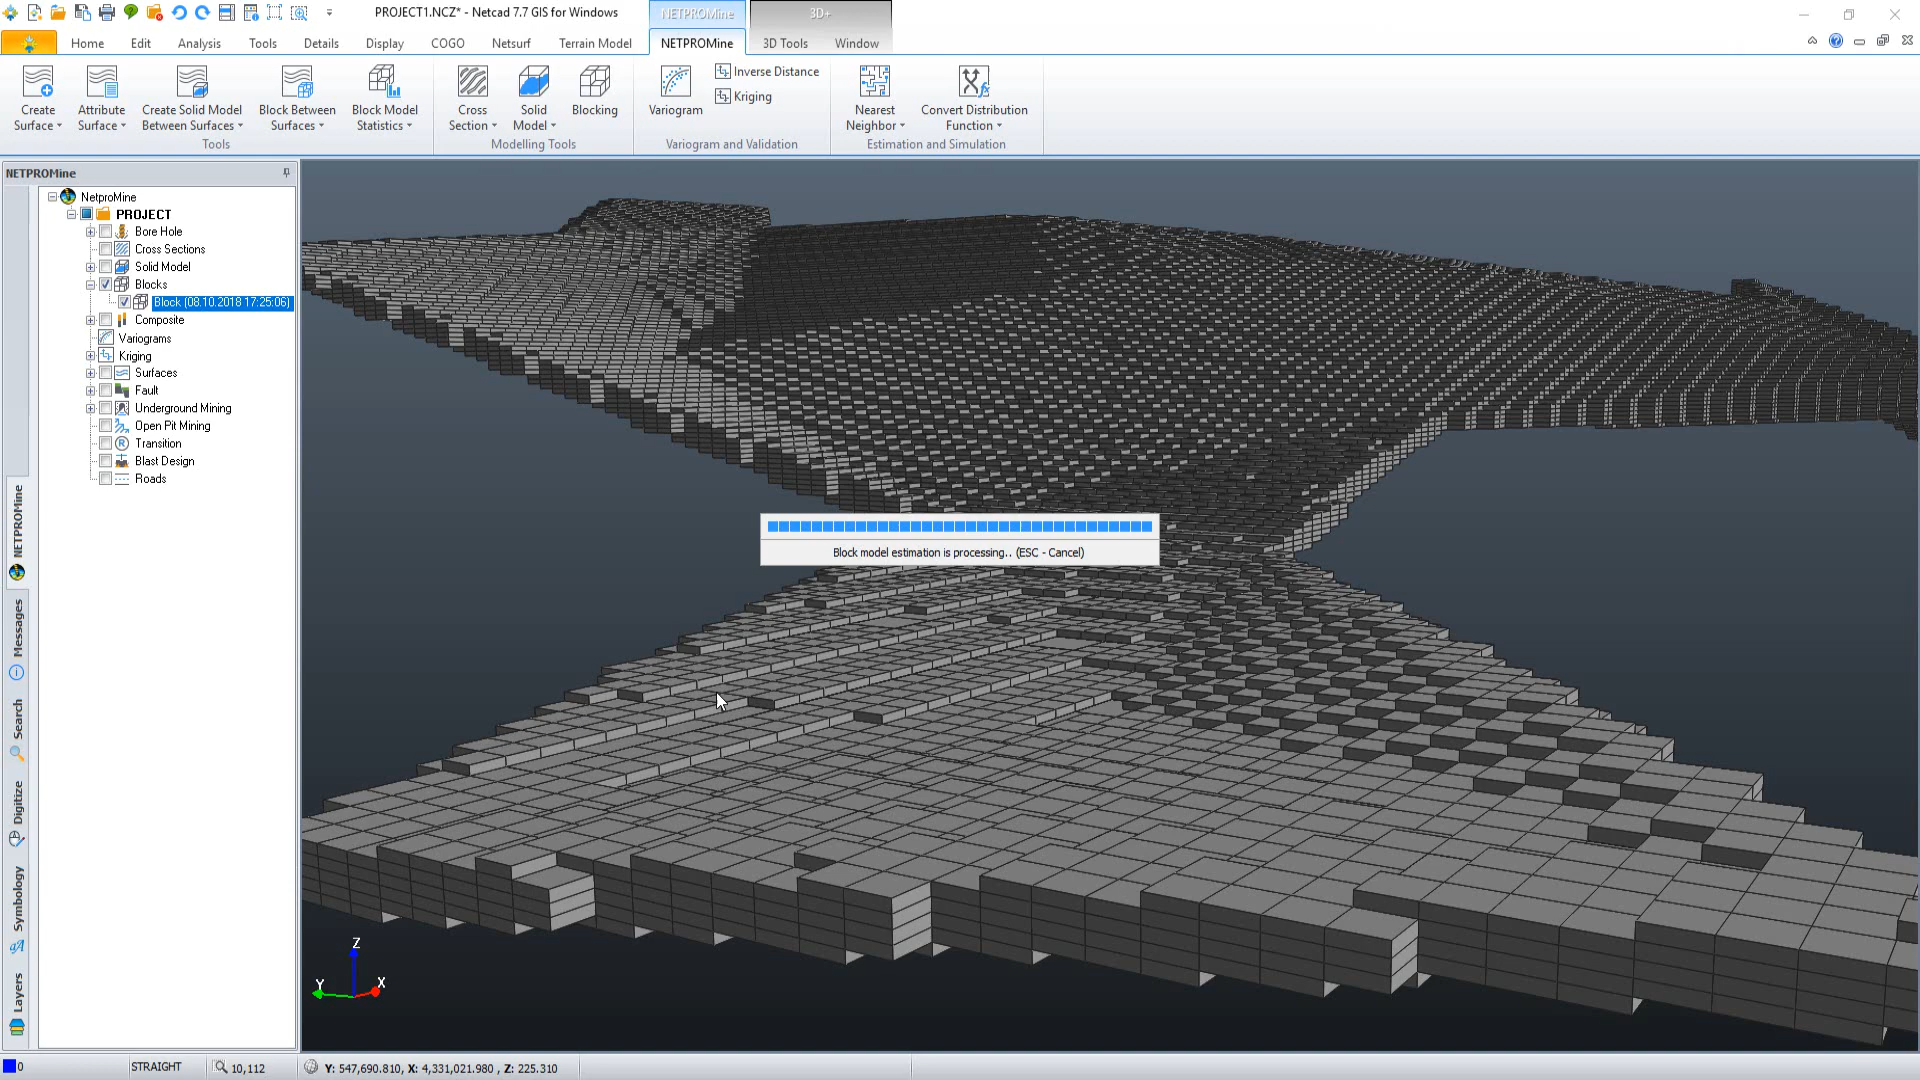 PROJECT1.NCZ* - Netcad 7.7 GIS for Windows
NETPROMine
3D+
Home
Edit
Analysis
Tools
Details
Display
COGO
Netsurf
Terrain Model
NETPROMine
3D Tools
Window
Create
Surface
Attribute
Surface
Create Solid Model
Between Surfaces
Block Between
Surfaces
Block Model
Statistics
Tools
Cross
Section
Solid
Model
Blocking
Modelling Tools
Variogram
Inverse Distance
Kriging
Variogram and Validation
Nearest
Neighbor
Convert Distribution
Function
Estimation and Simulation
NETPROMine
NetproMine
PROJECT
Bore Hole
Cross Sections
Solid Model
Blocks
Block (08.10.2018 17:25:06)
Composite
Variograms
Kriging
Surfaces
Fault
Underground Mining
Open Pit Mining
Transition
Blast Design
Roads
NETPROMine
Messages
Search
Digitize
Symbology
Layers
Block model estimation is processing.. (ESC - Cancel)
Z
Y
X
0
STRAIGHT
10,112
Y: 547,690.810, X: 4,331,021.980 , Z: 225.310